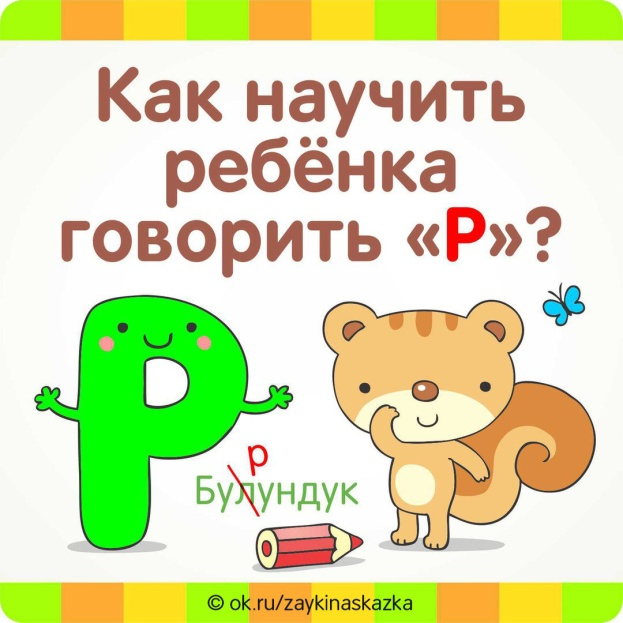 Как научить
ребёнка
говорить «Р»?
р
Булундук
© ok.ru/zaykinaskazka